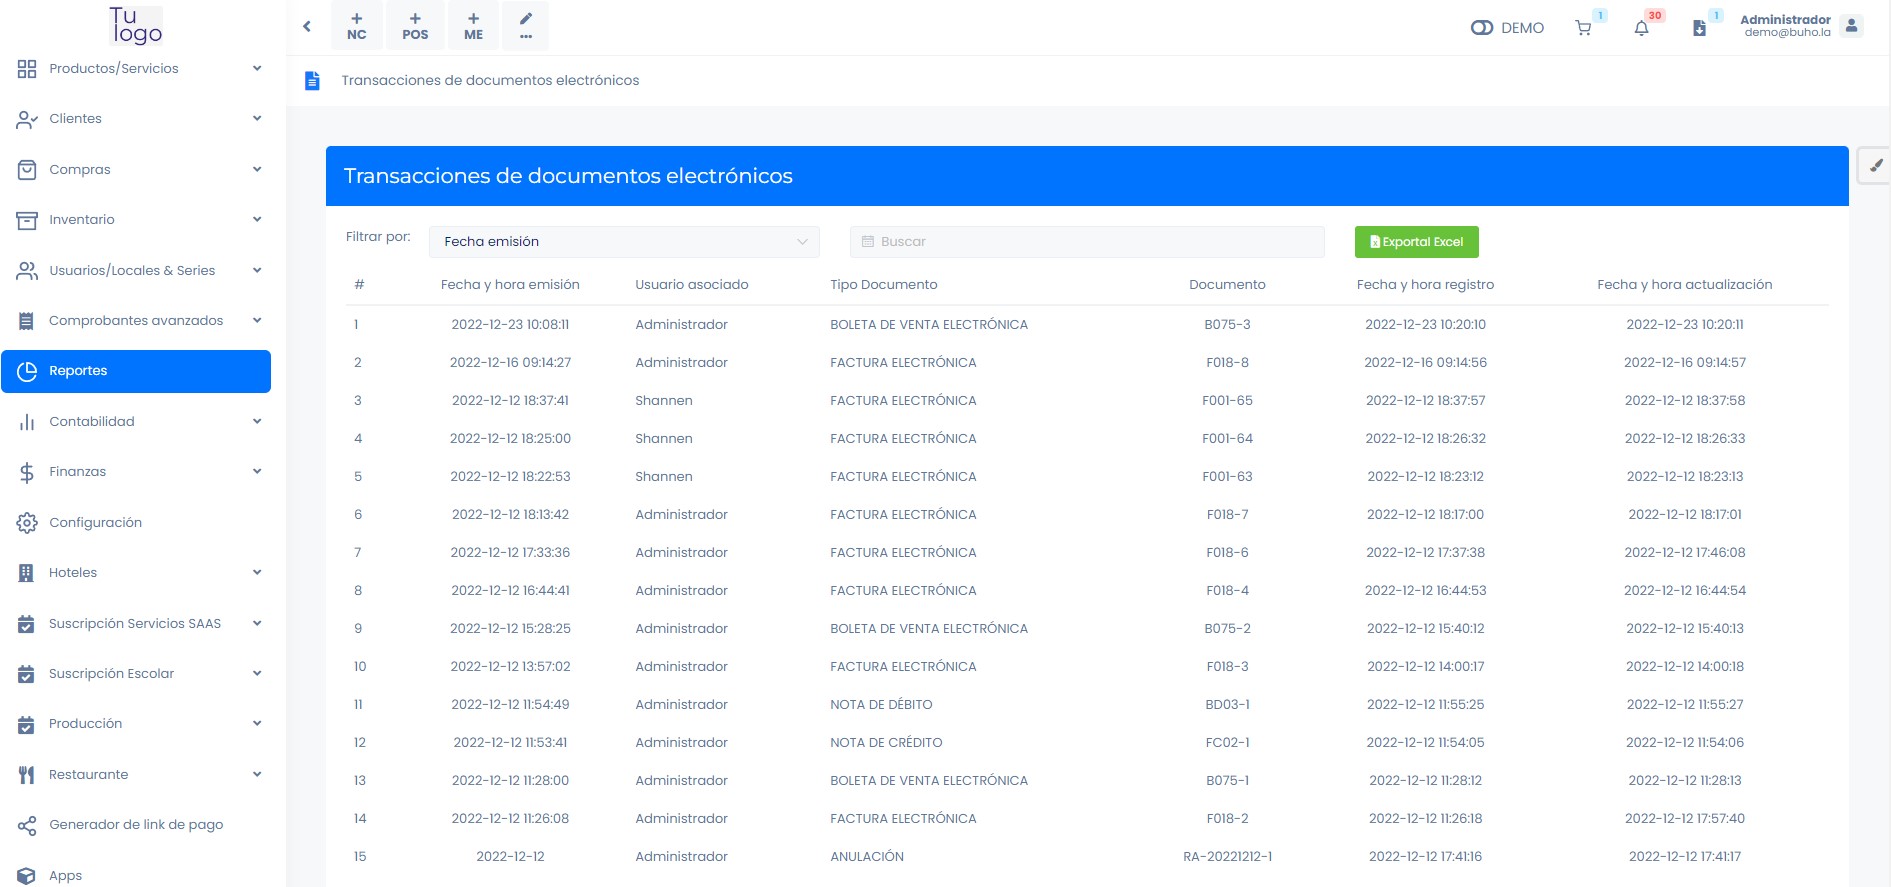 Tu
logo
Productos/Servicios
Clientes
Compras
Inventario
Usuarios/Locales & Series
Comprobantes avanzados
Reportes
Contabilidad
Finanzas
Configuración
Hoteles
Suscripción Servicios SAAS
Suscripción Escolar
Producción
Restaurante
Generador de link de pago
Apps
+ NC
+ POS
+ ME
...
DEMO
1
30
1
Administrador
demo@buho.la
Transacciones de documentos electrónicos
Transacciones de documentos electrónicos
Filtrar por: Fecha emisión Buscar Exportal Excel
# Fecha y hora emisión Usuario asociado Tipo Documento Documento Fecha y hora registro Fecha y hora actualización
1 2022-12-23 10:08:11 Administrador BOLETA DE VENTA ELECTRÓNICA B075-3 2022-12-23 10:20:10 2022-12-23 10:20:11
2 2022-12-16 09:14:27 Administrador FACTURA ELECTRÓNICA F018-8 2022-12-16 09:14:56 2022-12-16 09:14:57
3 2022-12-12 18:37:41 Shannen FACTURA ELECTRÓNICA F001-65 2022-12-12 18:37:57 2022-12-12 18:37:58
4 2022-12-12 18:25:00 Shannen FACTURA ELECTRÓNICA F001-64 2022-12-12 18:26:32 2022-12-12 18:26:33
5 2022-12-12 18:22:53 Shannen FACTURA ELECTRÓNICA F001-63 2022-12-12 18:23:12 2022-12-12 18:23:13
6 2022-12-12 18:13:42 Administrador FACTURA ELECTRÓNICA F018-7 2022-12-12 18:17:00 2022-12-12 18:17:01
7 2022-12-12 17:33:36 Administrador FACTURA ELECTRÓNICA F018-6 2022-12-12 17:37:38 2022-12-12 17:46:08
8 2022-12-12 16:44:41 Administrador FACTURA ELECTRÓNICA F018-4 2022-12-12 16:44:53 2022-12-12 16:44:54
9 2022-12-12 15:28:25 Administrador BOLETA DE VENTA ELECTRÓNICA B075-2 2022-12-12 15:40:12 2022-12-12 15:40:13
10 2022-12-12 13:57:02 Administrador FACTURA ELECTRÓNICA F018-3 2022-12-12 14:00:17 2022-12-12 14:00:18
11 2022-12-12 11:54:49 Administrador NOTA DE DÉBITO BD03-1 2022-12-12 11:55:25 2022-12-12 11:55:27
12 2022-12-12 11:53:41 Administrador NOTA DE CRÉDITO FC02-1 2022-12-12 11:54:05 2022-12-12 11:54:06
13 2022-12-12 11:28:00 Administrador BOLETA DE VENTA ELECTRÓNICA B075-1 2022-12-12 11:28:12 2022-12-12 11:28:13
14 2022-12-12 11:26:08 Administrador FACTURA ELECTRÓNICA F018-2 2022-12-12 11:26:18 2022-12-12 17:57:40
15 2022-12-12 Administrador ANULACIÓN RA-20221212-1 2022-12-12 17:41:16 2022-12-12 17:41:17